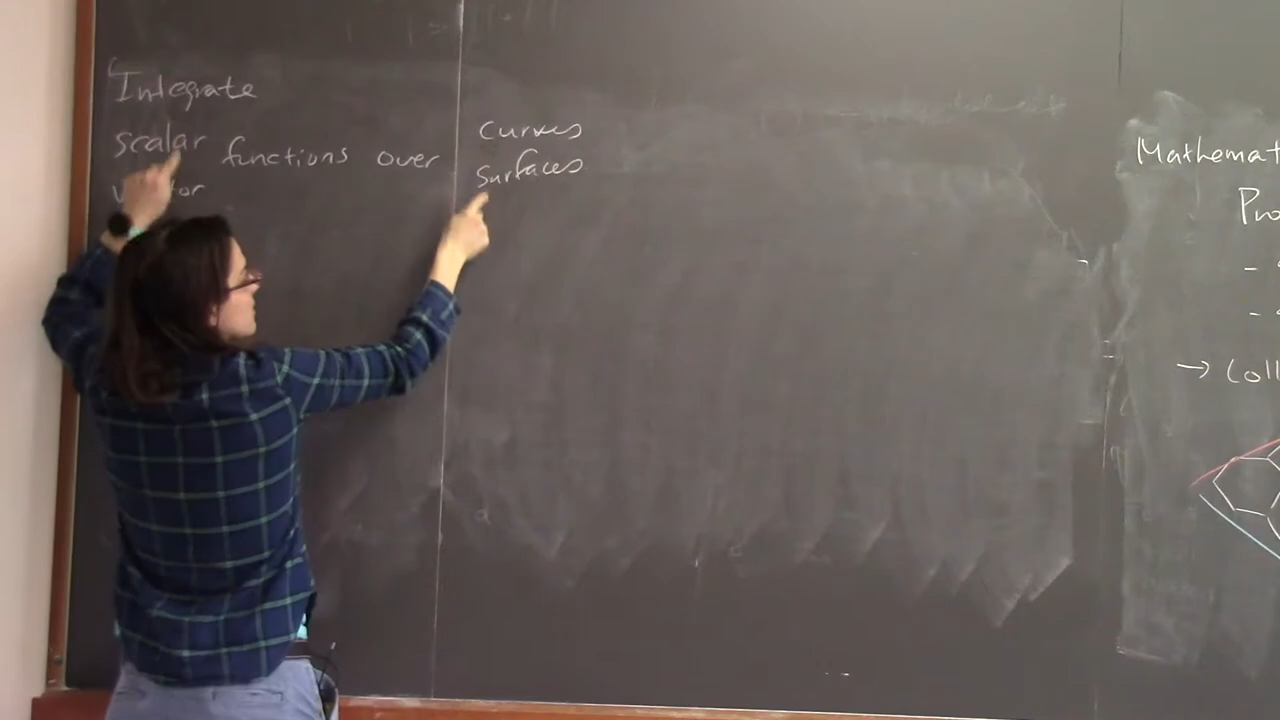 Integrate
scalar functions over curves
surfaces
Mathemat
Pro
-
-
→ Coll